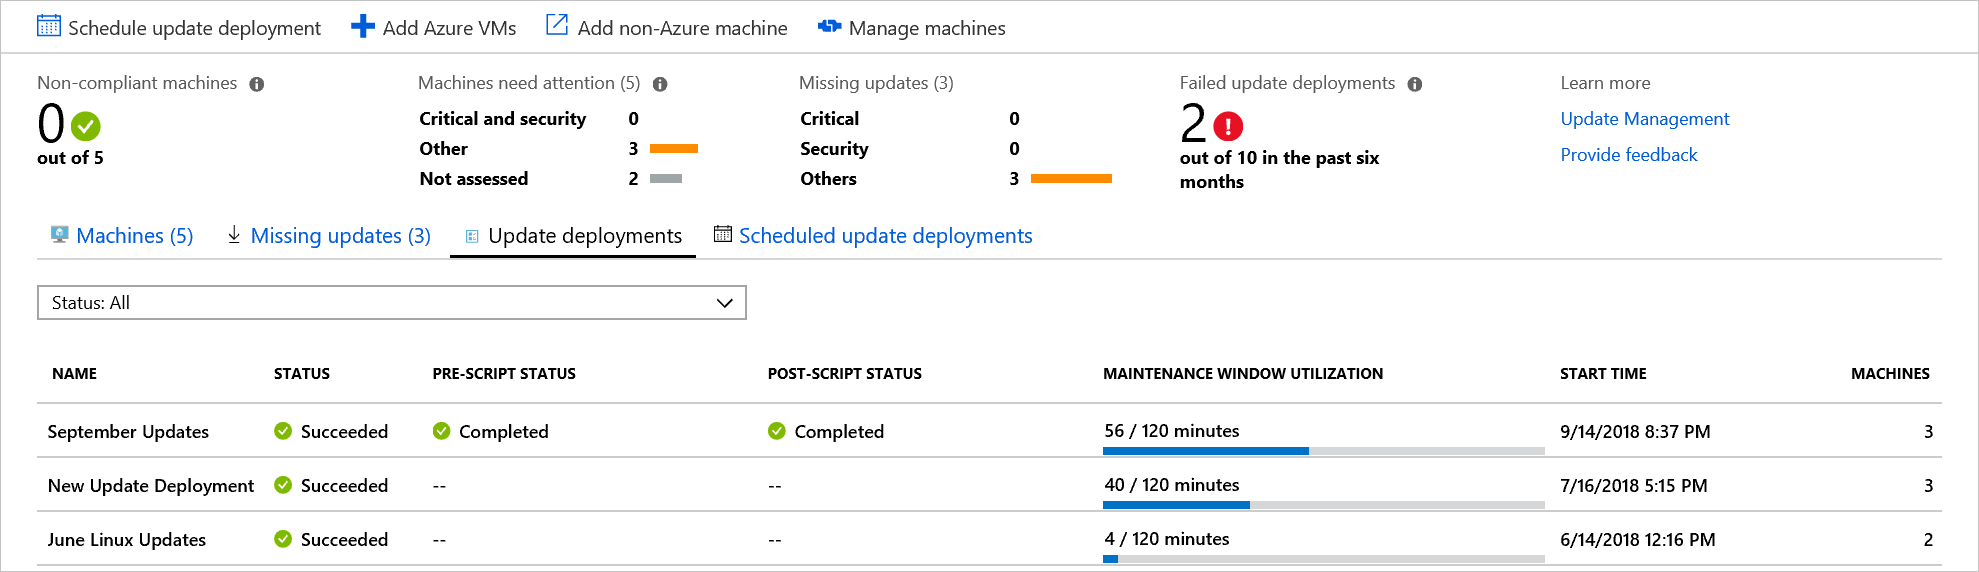 Schedule update deployment Add Azure VMs Add non-Azure machine Manage machines
Non-compliant machines
0
out of 5
Machines need attention (5)
Critical and security 0
Other 3
Not assessed 2
Missing updates (3)
Critical 0
Security 0
Others 3
Failed update deployments
2
out of 10 in the past six
months
Learn more
Update Management
Provide feedback
Machines (5) Missing updates (3) Update deployments Scheduled update deployments
Status: All
NAME STATUS PRE-SCRIPT STATUS POST-SCRIPT STATUS MAINTENANCE WINDOW UTILIZATION START TIME MACHINES
September Updates Succeeded Completed Completed 56 / 120 minutes 9/14/2018 8:37 PM 3
New Update Deployment Succeeded -- -- 40 / 120 minutes 7/16/2018 5:15 PM 3
June Linux Updates Succeeded -- -- 4 / 120 minutes 6/14/2018 12:16 PM 2